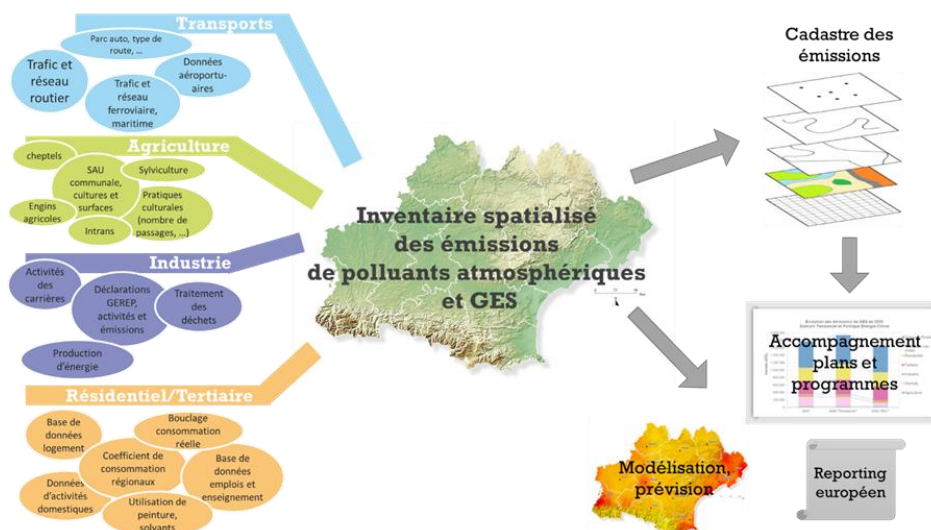 Transports
Parc auto, type de
route, ...
Trafic et
réseau
routier
Données
aéroportu-
aires
Trafic et
réseau
ferroviaire,
maritime
Agriculture
cheptels
SAU
communale,
cultures et
surfaces
Sylviculture
Engins
agricoles
Pratiques
culturales
(nombre de
passages, ...)
Intrans
Industrie
Activités
des
carrières
Déclarations
GEREP,
activités et
émissions
Traitement
des
déchets
Production
d'énergie
Résidentiel/Tertiaire
Base de
données
logement
Bouclage
consommation
réelle
Coefficient de
consommation
régionaux
Base de
données
emplois et
enseignement
Données
d'activités
domestiques
Utilisation de
peinture,
solvants
Inventaire spatialisé
des émissions
de polluants atmosphériques
et GES
Cadastre des
émissions
Accompagnement
plans et
programmes
Modélisation,
prévision
Reporting
européen